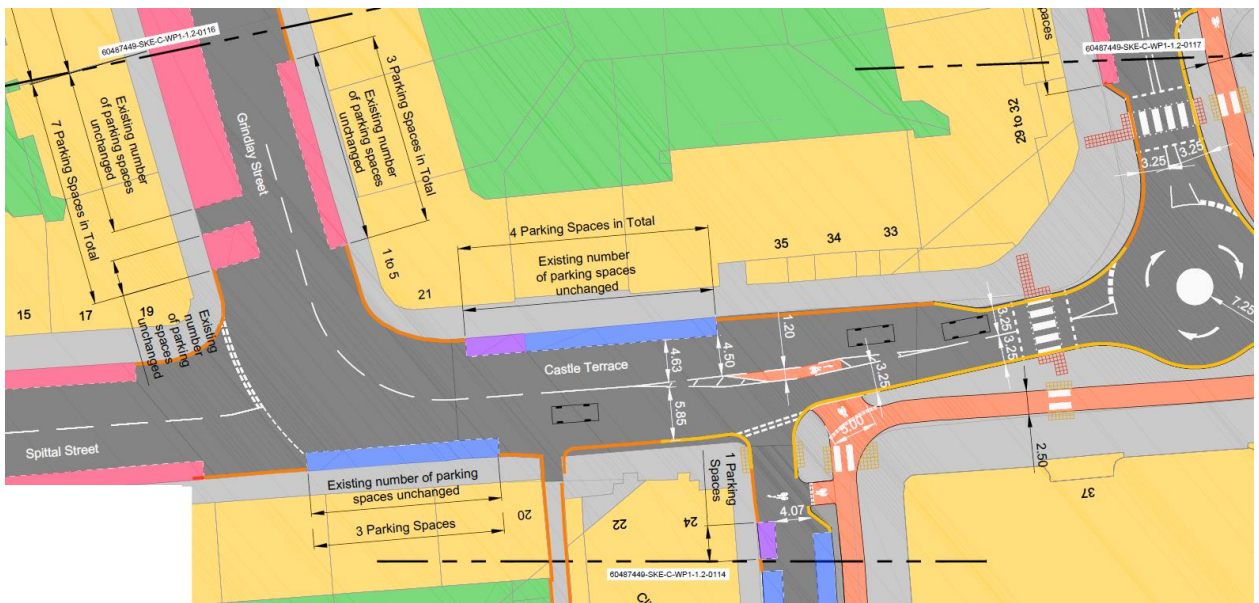 60487449-SKE-C-WP1-1.2-0116
60487449-SKE-C-WP1-1.2-0117
Grindlay Street
7 Parking Spaces in Total
Existing number
of parking spaces
unchanged
3 Parking Spaces in Total
Existing number
of parking spaces
unchanged
1 to 5
21
4 Parking Spaces in Total
Existing number
of parking spaces
unchanged
35
34
33
29 to 32
Spaces
3.25
3.25
7.25
15
17
19
Existing
number
of parking
spaces
unchanged
Castle Terrace
4.63
4.50
1.20
3.25
3.25
3.25
5.85
Spittal Street
5.00
2.50
37
Existing number of parking
spaces unchanged
3 Parking Spaces
20
22
24
1 Parking
Spaces
4.07
60487449-SKE-C-WP1-1.2-0114